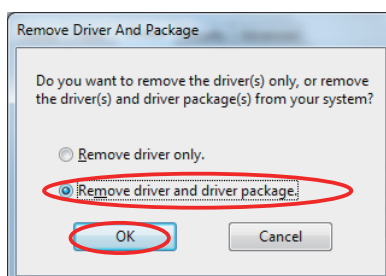 Remove Driver And Package
Do you want to remove the driver(s) only, or remove
the driver(s) and driver package(s) from your system?
Remove driver only.
Remove driver and driver package.
OK Cancel